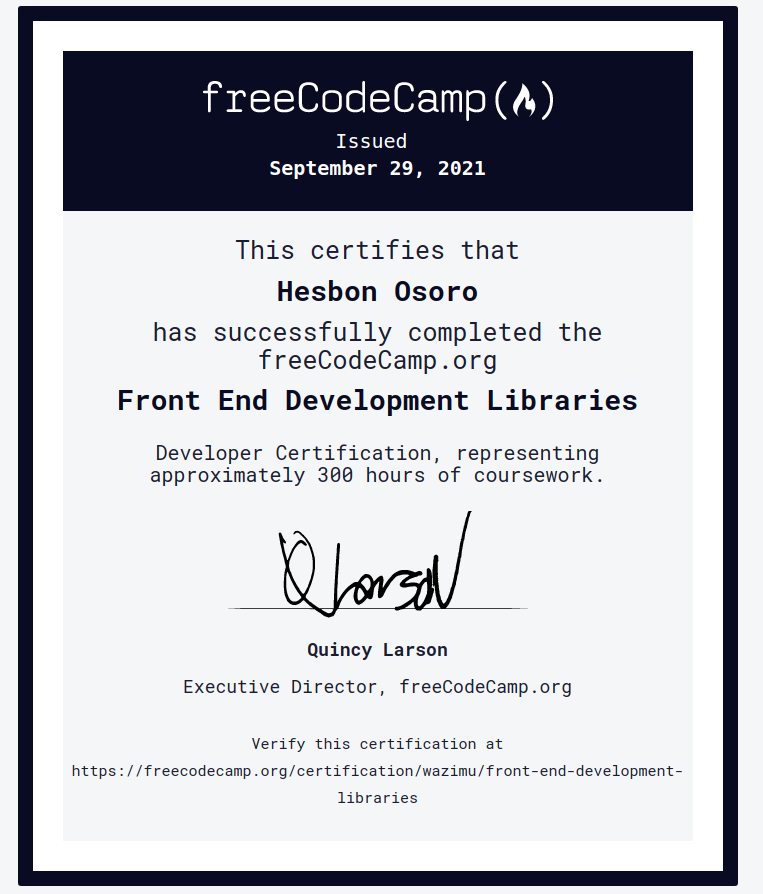 freeCodeCamp
Issued
September 29, 2021
This certifies that
Hesbon Osoro
has successfully completed the
freeCodeCamp.org
Front End Development Libraries
Developer Certification, representing
approximately 300 hours of coursework.
Q Larson
Quincy Larson
Executive Director, freeCodeCamp.org
Verify this certification at
https://freecodecamp.org/certification/wazimu/front-end-development-
libraries